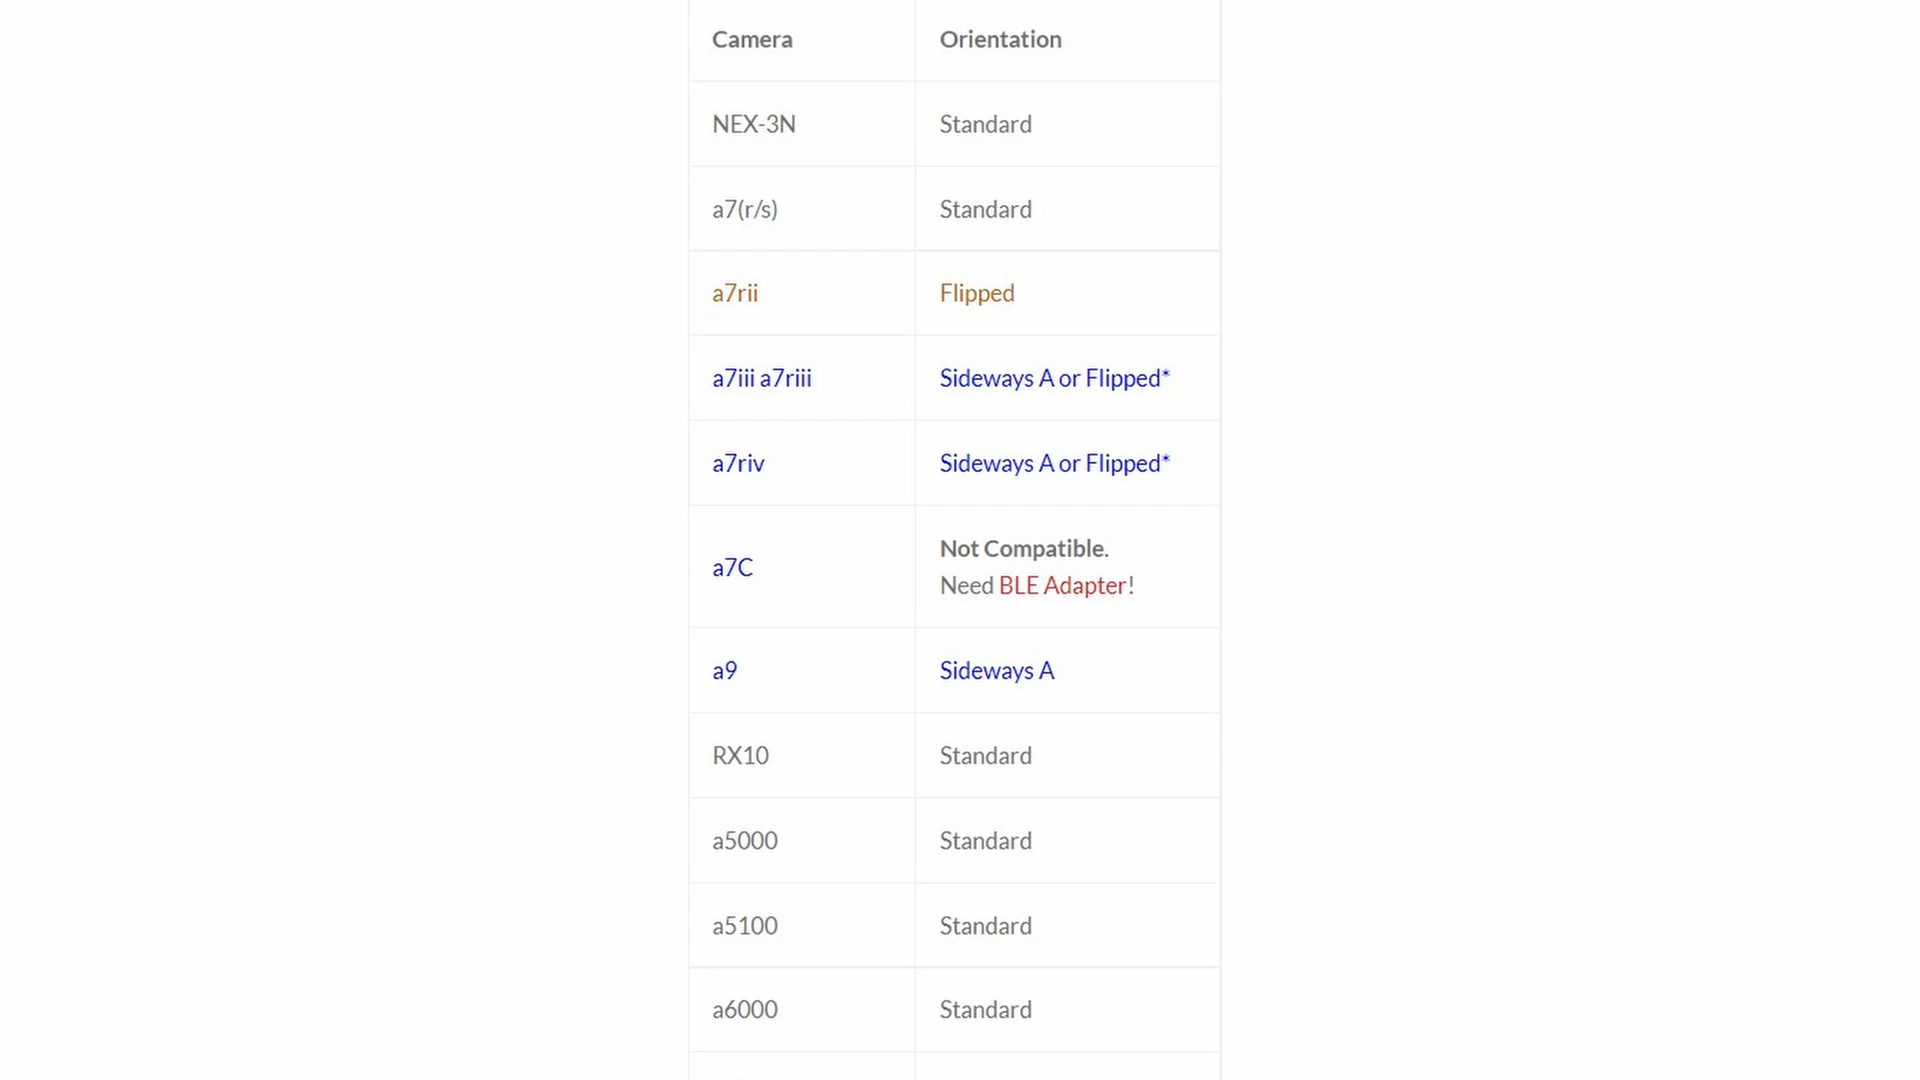 Camera Orientation
NEX-3N Standard
a7(r/s) Standard
a7rii Flipped
a7iii a7riii Sideways A or Flipped*
a7riv Sideways A or Flipped*
a7C Not Compatible.
Need BLE Adapter!
a9 Sideways A
RX10 Standard
a5000 Standard
a5100 Standard
a6000 Standard